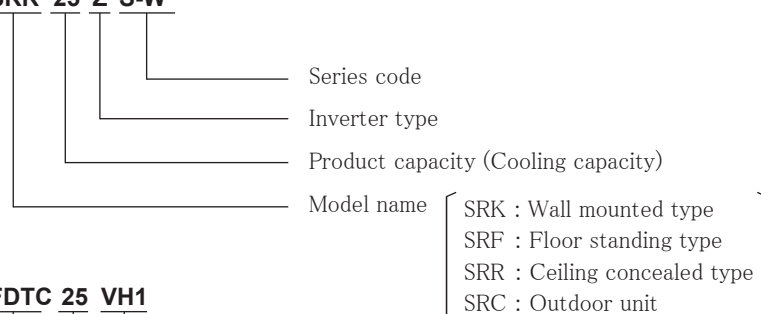 SRK 25 Z S-W
Series code
Inverter type
Product capacity (Cooling capacity)
Model name
SRK : Wall mounted type
SRF : Floor standing type
SRR : Ceiling concealed type
SRC : Outdoor unit
FDTC 25 VH1